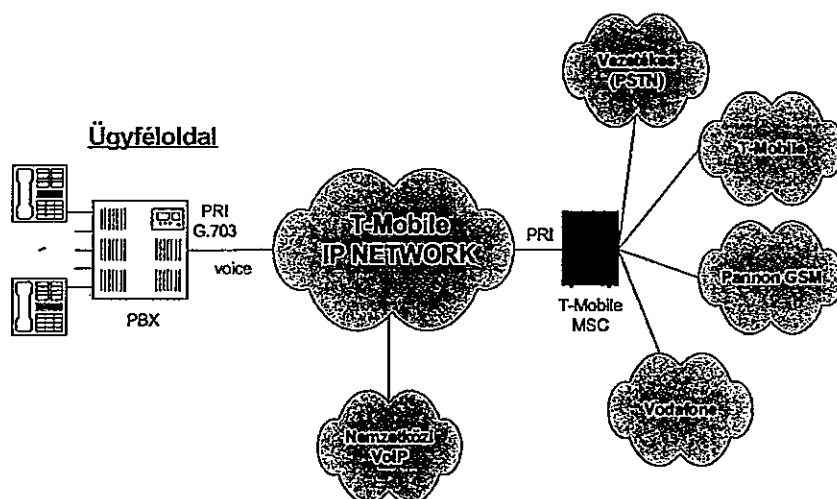 Ügyféloldal
PRI
G.703
voice
PBX
T-Mobile
IP NETWORK
Nemzetközi
VoIP
PRI
T-Mobile
MSC
Vezetékes
(PSTN)
T-Mobile
Pannon GSM
Vodafone